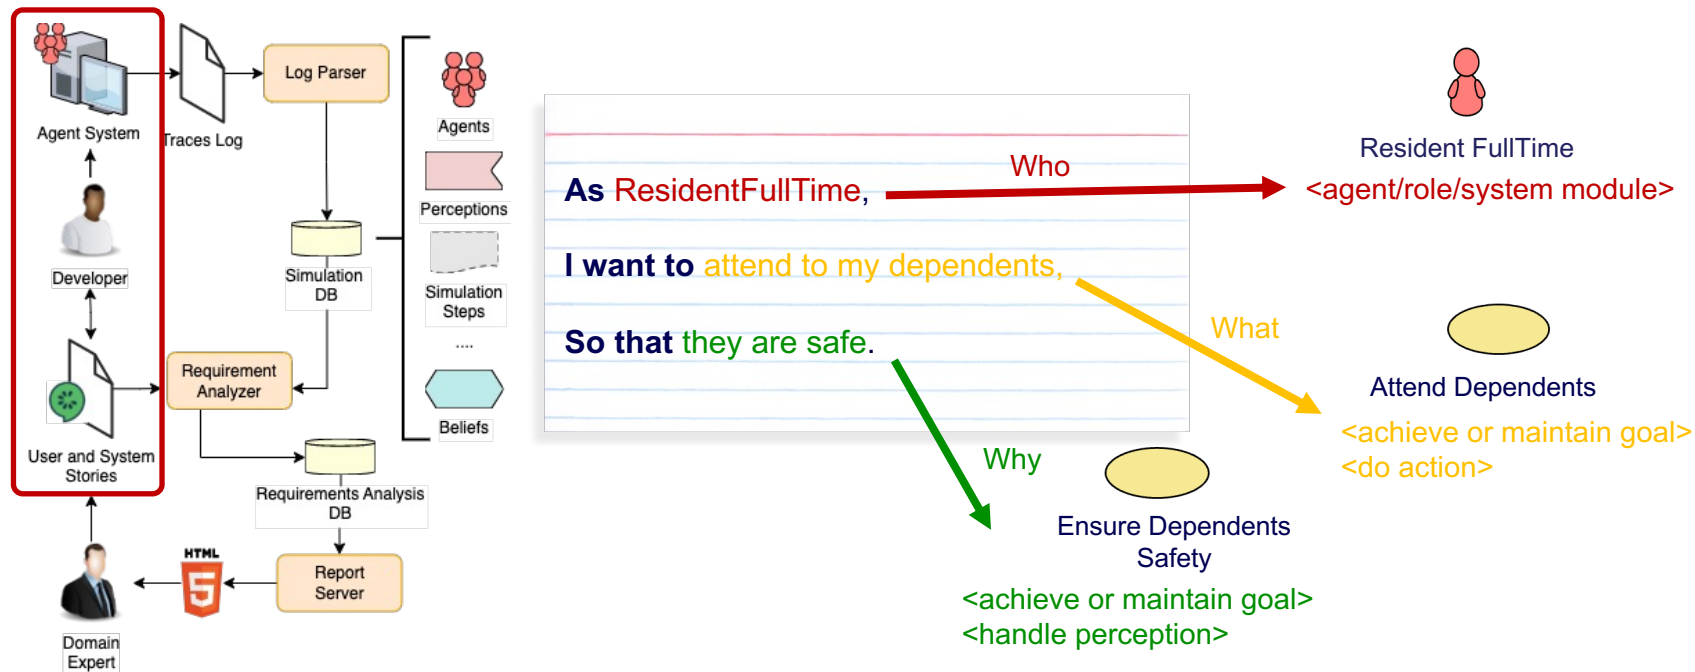 Agent System
Traces Log
Log Parser
Agents
Perceptions
Simulation
Steps
....
Beliefs
Developer
Simulation
DB
Requirement
Analyzer
User and System
Stories
Requirements Analysis
DB
Report
Server
HTML
5
Domain
Expert
As ResidentFullTime,
I want to attend to my dependents,
So that they are safe.
Who
Resident FullTime
<agent/role/system module>
What
Attend Dependents
<achieve or maintain goal>
<do action>
Why
Ensure Dependents
Safety
<achieve or maintain goal>
<handle perception>